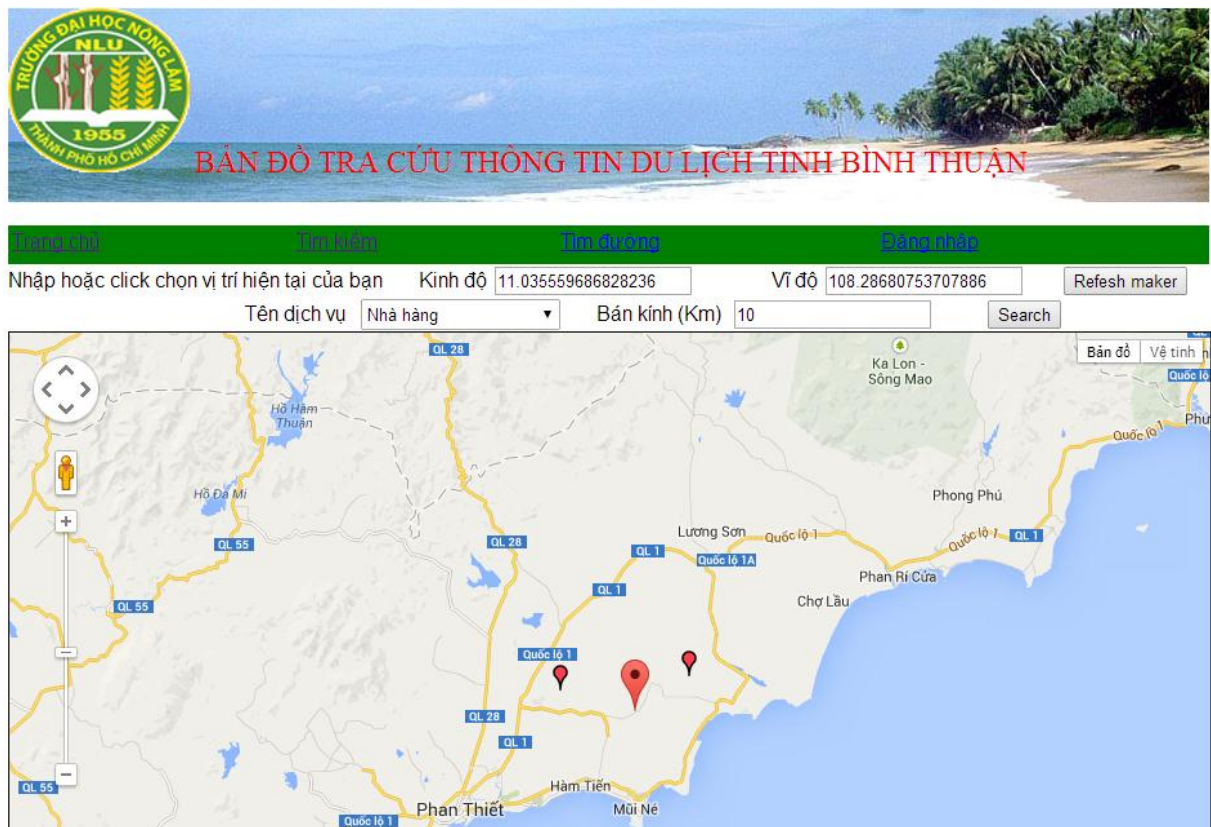 TRƯỜNG ĐẠI HỌC NÔNG LÂM
NLU
1955
THÀNH PHỐ HỒ CHÍ MINH
BẢN ĐỒ TRA CỨU THÔNG TIN DU LỊCH TỈNH BÌNH THUẬN
Trang chủ Tìm kiếm Tìm đường Đăng nhập
Nhập hoặc click chọn vị trí hiện tại của bạn Kinh độ 11.035559686828236 Vĩ độ 108.28680753707886 Refesh maker
Tên dịch vụ Nhà hàng Bán kính (Km) 10 Search
QL 28
Ka Lon - Sông Mao
Bản đồ Vệ tinh
Quốc lộ
Hồ Hàm Thuận
Quốc lộ 1
Hồ Đa Mi
Phong Phú
QL 55
QL 28
QL 1
Lương Sơn
Quốc lộ 1
Quốc lộ 1A
Quốc lộ 1
QL 1
Phan Rí Cửa
QL 1
Chợ Lầu
QL 55
Quốc lộ 1
QL 28
QL 1
QL 55
Hàm Tiến
Phan Thiết
Mũi Né
Quốc lộ 1